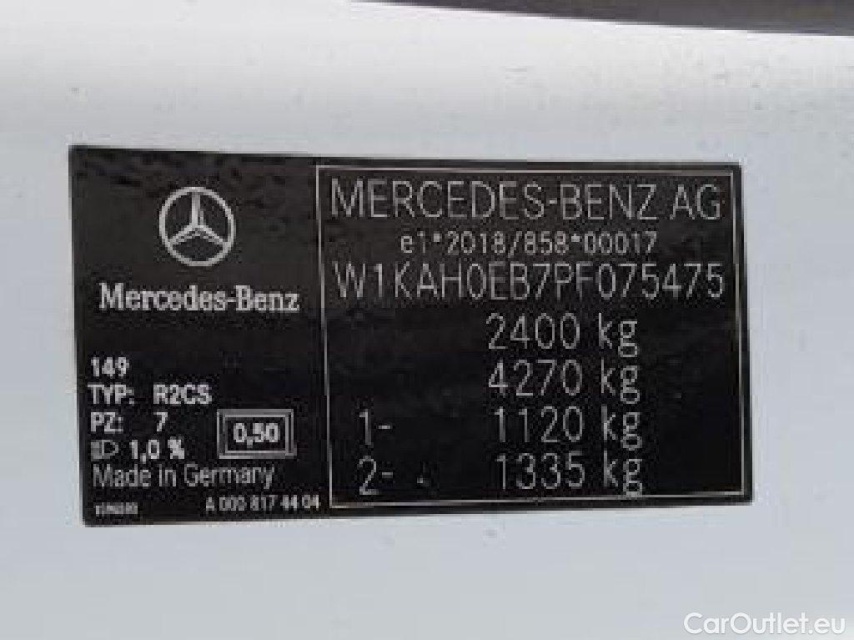 Mercedes-Benz
149
TYP: R2CS
PZ: 7
1,0 %
0,50
Made in Germany
A 000 817 44 04
MERCEDES-BENZ AG
e1*2018/858*00017
W1KAH0EB7PF075475
2400 kg
4270 kg
1- 1120 kg
2- 1335 kg
CarOutlet.eu